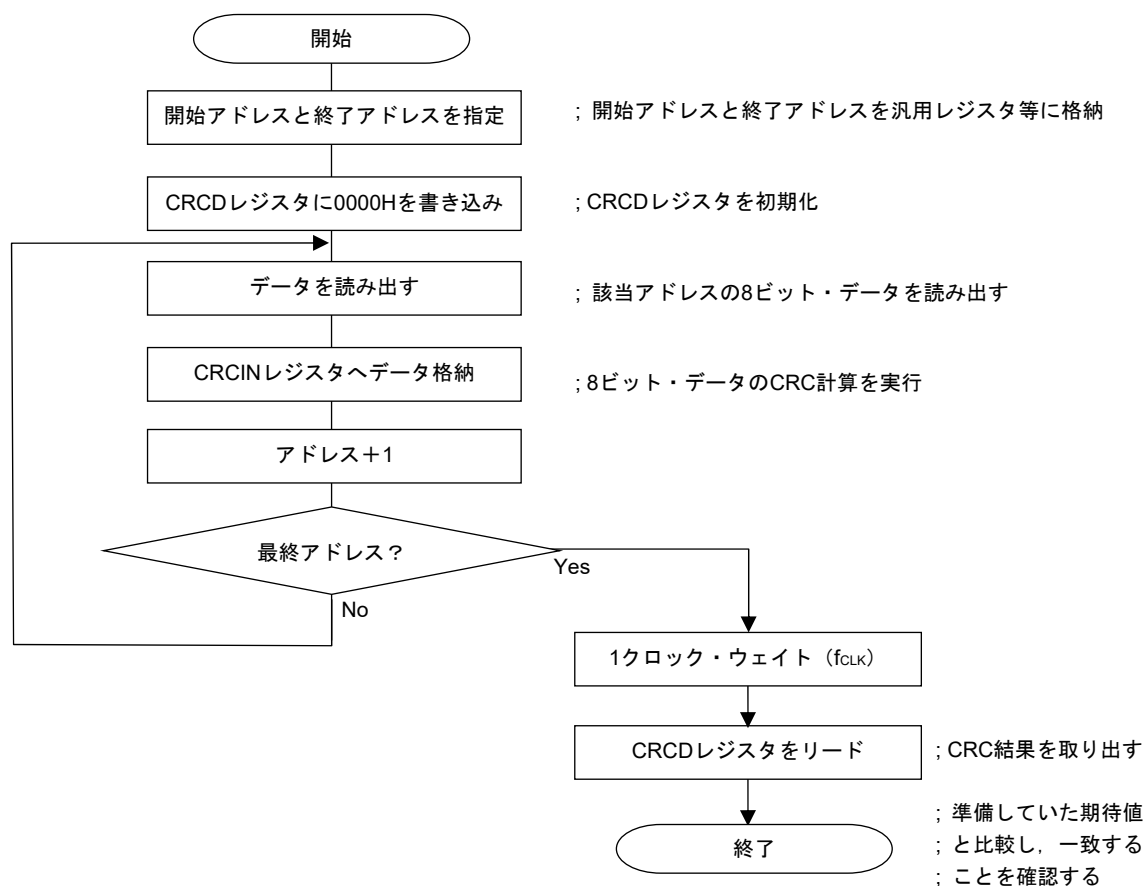 開始
開始アドレスと終了アドレスを指定
; 開始アドレスと終了アドレスを汎用レジスタ等に格納
CRCDレジスタに0000Hを書き込み
; CRCDレジスタを初期化
データを読み出す
; 該当アドレスの8ビット・データを読み出す
CRCINレジスタへデータ格納
; 8ビット・データのCRC計算を実行
アドレス+1
最終アドレス?
Yes
No
1クロック・ウェイト (fCLK)
CRCDレジスタをリード
; CRC結果を取り出す
終了
; 準備していた期待値
; と比較し,一致する
; ことを確認する